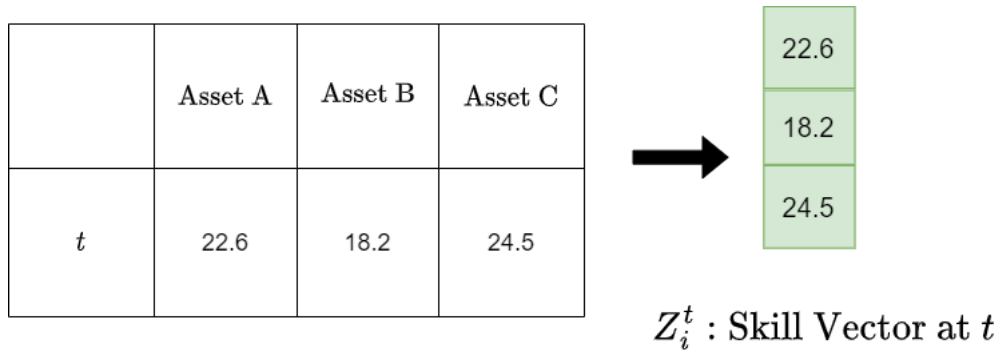 Asset A Asset B Asset C
t 22.6 18.2 24.5
22.6
18.2
24.5
Z_i^t : Skill Vector at t